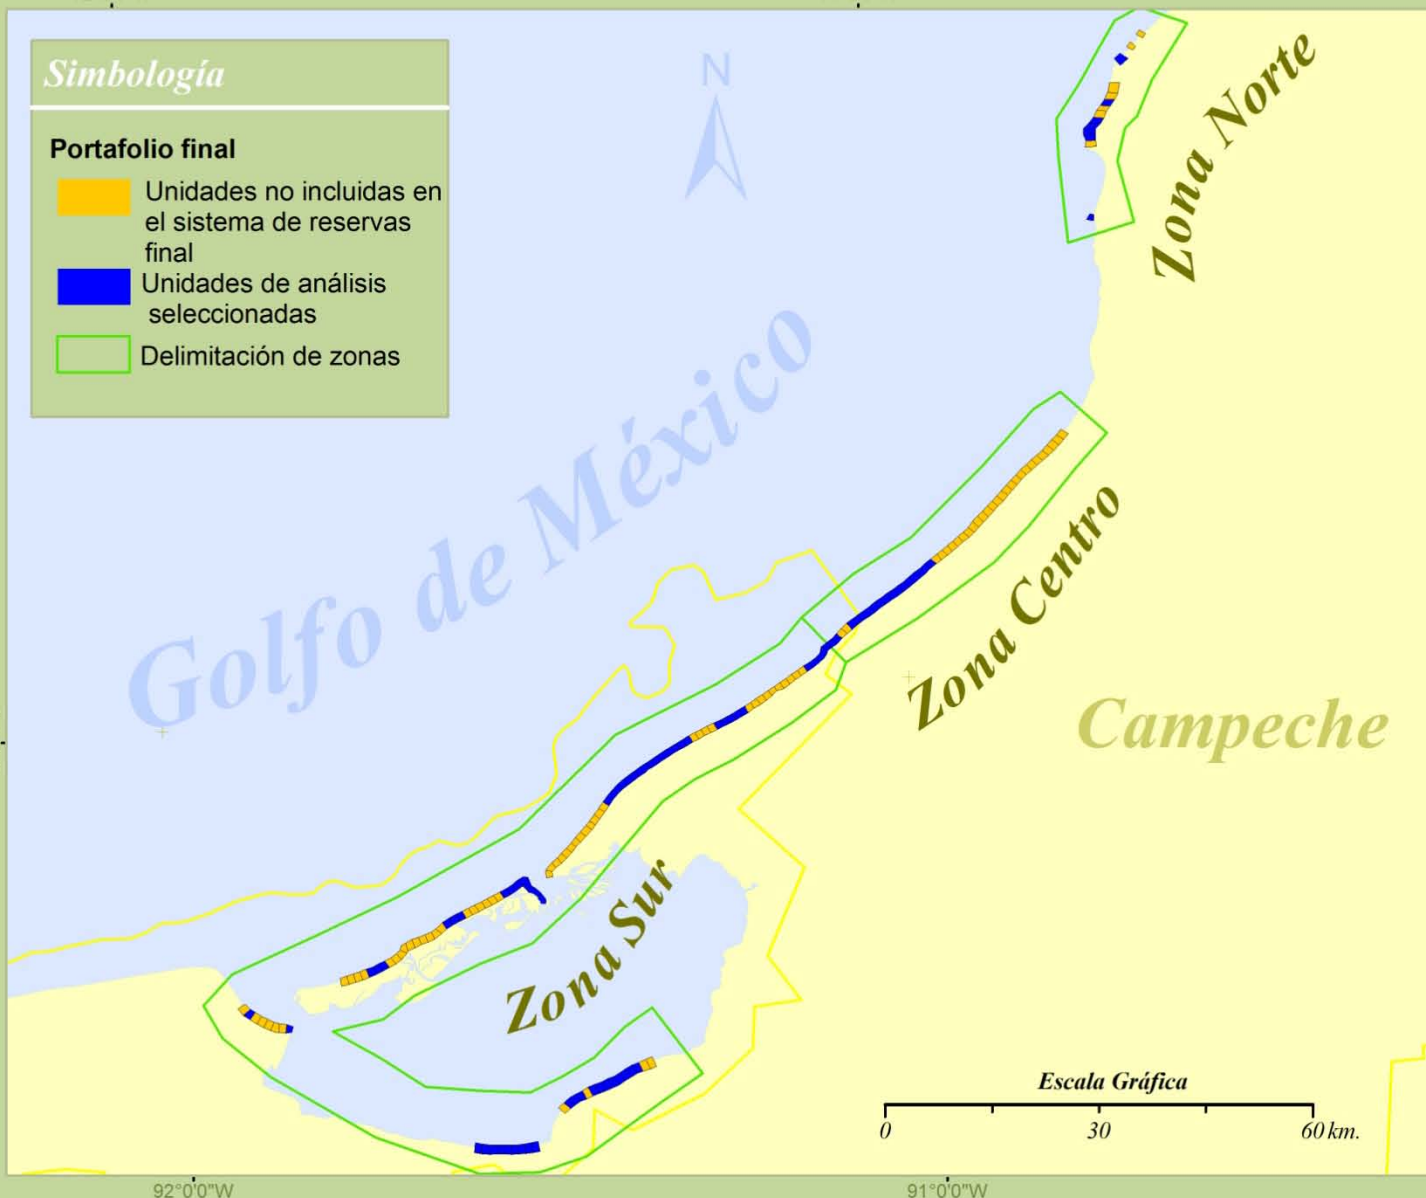 Simbología
Portafolio final
Unidades no incluidas en
el sistema de reservas
final
Unidades de análisis
seleccionadas
Delimitación de zonas
N
Zona Norte
Golfo de México
Zona Centro
Campeche
Zona Sur
Escala Gráfica
0 30 60 km.
92°0'0"W 91°0'0"W